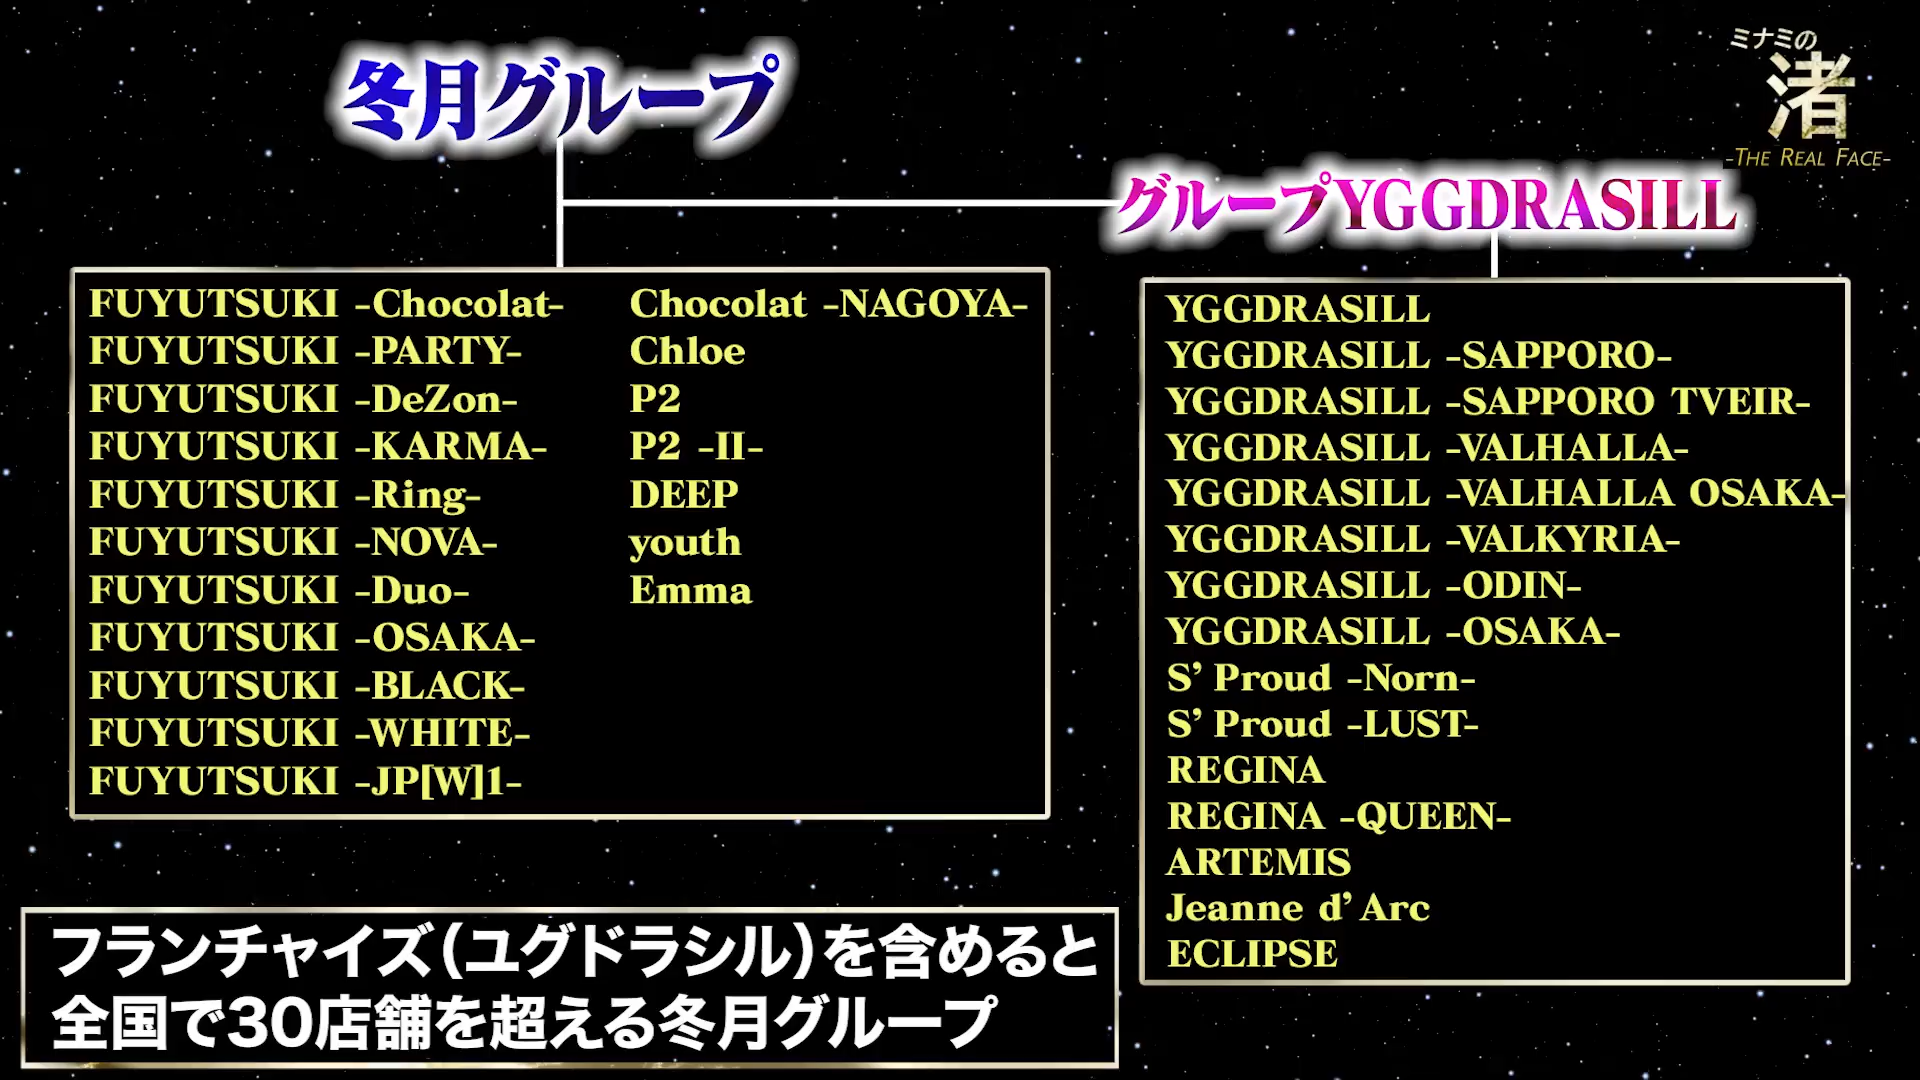 冬月グループ
ミナミの
渚
-THE REAL FACE-
グループYGGDRASILL
FUYUTSUKI -Chocolat-
FUYUTSUKI -PARTY-
FUYUTSUKI -DeZon-
FUYUTSUKI -KARMA-
FUYUTSUKI -Ring-
FUYUTSUKI -NOVA-
FUYUTSUKI -Duo-
FUYUTSUKI -OSAKA-
FUYUTSUKI -BLACK-
FUYUTSUKI -WHITE-
FUYUTSUKI -JP[W]1-
Chocolat -NAGOYA-
Chloe
P2
P2 -II-
DEEP
youth
Emma
YGGDRASILL
YGGDRASILL -SAPPORO-
YGGDRASILL -SAPPORO TVEIR-
YGGDRASILL -VALHALLA-
YGGDRASILL -VALHALLA OSAKA-
YGGDRASILL -VALKYRIA-
YGGDRASILL -ODIN-
YGGDRASILL -OSAKA-
S’ Proud -Norn-
S’ Proud -LUST-
REGINA
REGINA -QUEEN-
ARTEMIS
Jeanne d’ Arc
ECLIPSE
フランチャイズ(ユグドラシル)を含めると
全国で30店舗を超える冬月グループ